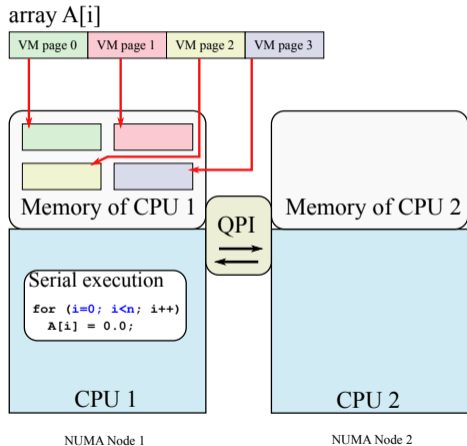 array A[i]
VM page 0 VM page 1 VM page 2 VM page 3
Memory of CPU 1
Memory of CPU 2
QPI
Serial execution
for (i=0; i<n; i++)
A[i] = 0.0;
CPU 1
CPU 2
NUMA Node 1
NUMA Node 2